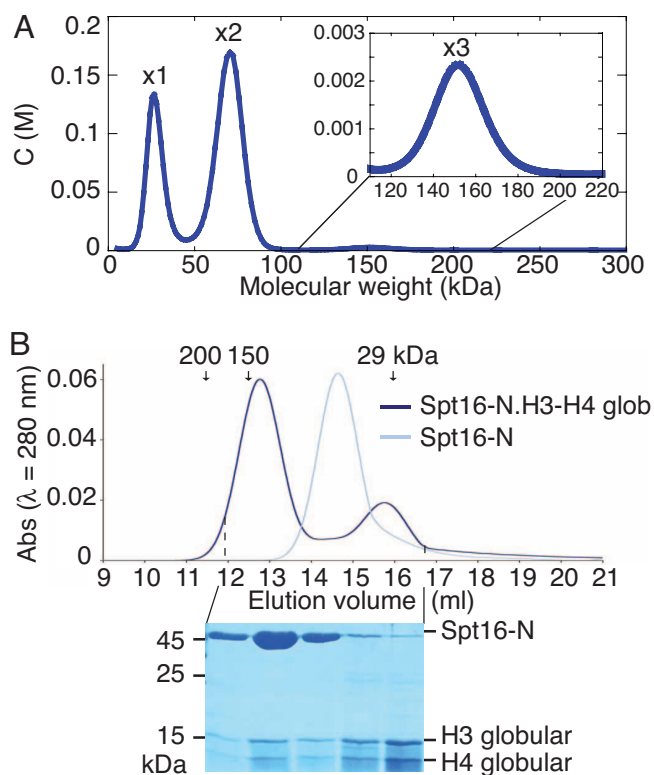 A
C (M)
0.2
0.15
0.1
0.05
0
x1
x2
x3
0.003
0.002
0.001
0
120 140 160 180 200 220
0 50 100 150 200 250 300
Molecular weight (kDa)
B
Abs (λ = 280 nm)
200 150 29 kDa
↓ ↓ ↓
0.06
0.04
0.02
0
Spt16-N.H3-H4 glob
Spt16-N
9 10 11 12 13 14 15 16 17 18 19 20 21
Elution volume (ml)
45
25
15
kDa
Spt16-N
H3 globular
H4 globular